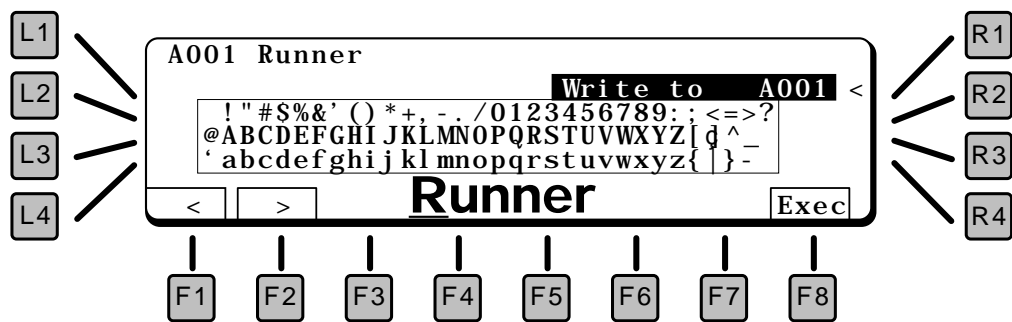 L1
R1
A001 Runner
L2
Write to A001 <
R2
!"#$%&'()*+,-./0123456789:;<=>?
@ABCDEFGHIJKLMNOPQRSTUVWXYZ[d^_
L3
R3
‘abcdefghijklmnopqrstuvwxyz{|}-
L4
< > Runner Exec
R4
F1 F2 F3 F4 F5 F6 F7 F8